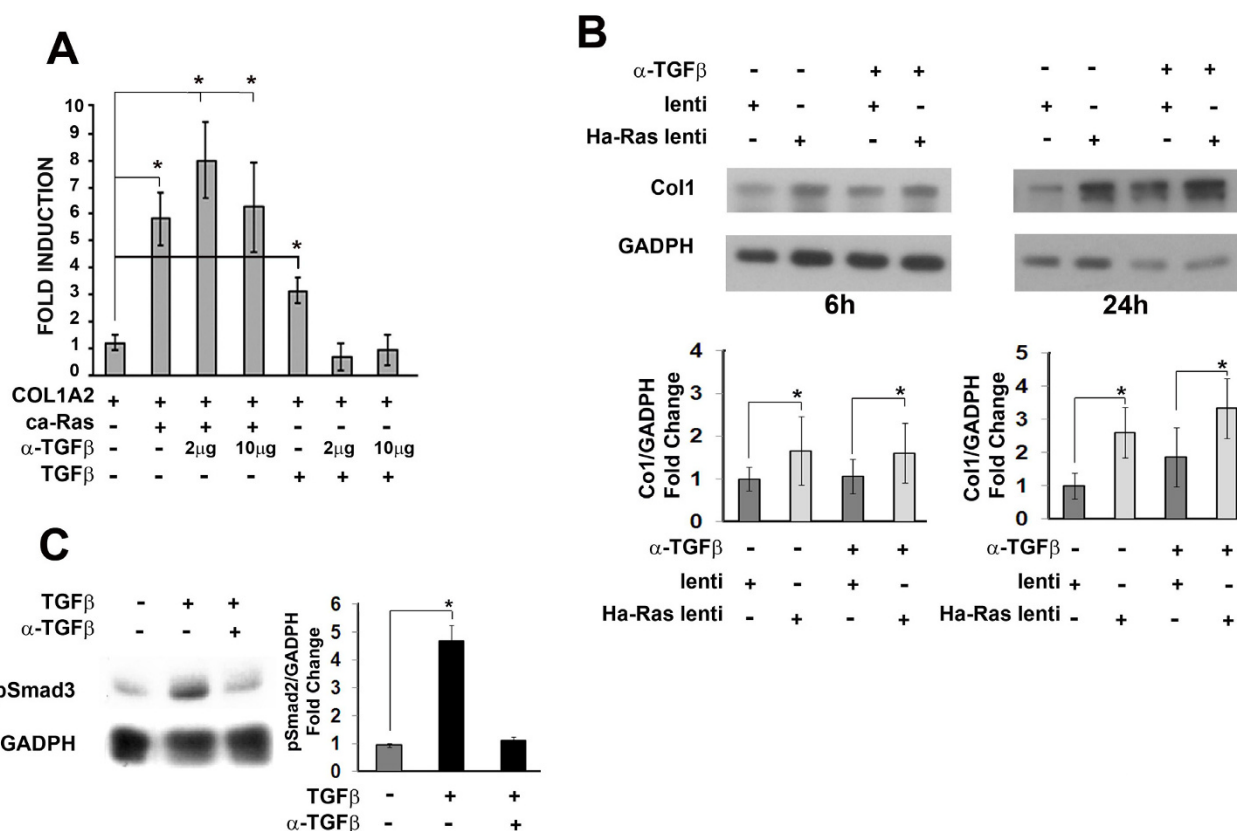 A
* *
*
*
FOLD INDUCTION
10
9
8
7
6
5
4
3
2
1
0
COL1A2 + + + + + + +
ca-Ras - + + + - - -
α-TGFβ - - 2μg 10μg - 2μg 10μg
TGFβ - - - - + + +
B
α-TGFβ - - + + - - + +
lenti + - + - + - + -
Ha-Ras lenti - + - + - + - +
Col1
GADPH
6h 24h
Co1/GADPH
Fold Change
4
3
2
1
0
* *
α-TGFβ - - + +
lenti + - + -
Ha-Ras lenti - + - +
Col1/GADPH
Fold Change
5
4
3
2
1
0
* *
α-TGFβ - - + +
lenti + - + -
Ha-Ras lenti - + - +
C
TGFβ - + +
α-TGFβ - - +
pSmad3
GADPH
pSmad2/GADPH
Fold Change
6
5
4
3
2
1
0
*
TGFβ - + +
α-TGFβ - - +